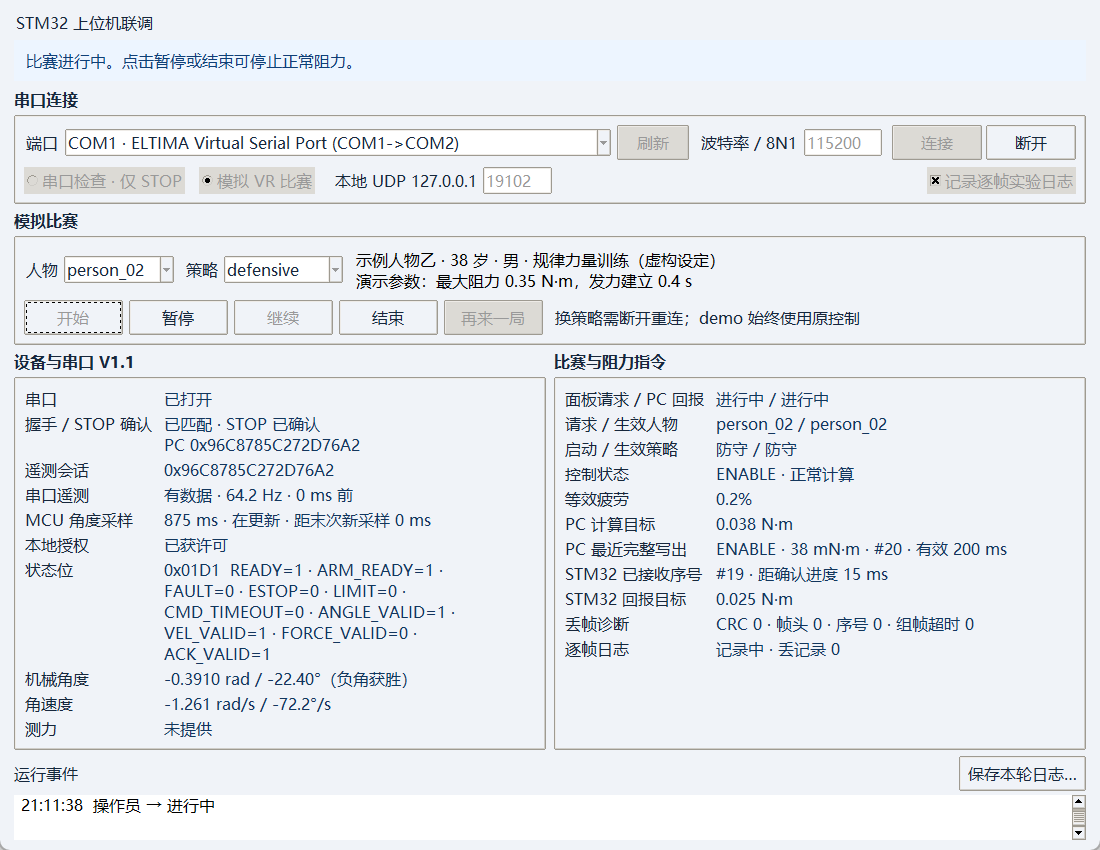 STM32 上位机联调
比赛进行中。点击暂停或结束可停止正常阻力。
串口连接
端口 COM1 · ELTIMA Virtual Serial Port (COM1->COM2) 刷新 波特率 / 8N1 115200 连接 断开
串口检查 · 仅 STOP 模拟 VR 比赛 本地 UDP 127.0.0.1 19102 记录逐帧实验日志
模拟比赛
人物 person_02 策略 defensive 示例人物乙 · 38 岁 · 男 · 规律力量训练（虚构设定）
演示参数：最大阻力 0.35 N·m，发力建立 0.4 s
开始 暂停 继续 结束 再来一局 换策略需断开重连；demo 始终使用原控制
设备与串口 V1.1
串口 已打开
握手 / STOP 确认 已匹配 · STOP 已确认
PC 0x96C8785C272D76A2
遥测会话 0x96C8785C272D76A2
串口遥测 有数据 · 64.2 Hz · 0 ms 前
MCU 角度采样 875 ms · 在更新 · 距末次新采样 0 ms
本地授权 已获许可
状态位 0x01D1 READY=1 · ARM_READY=1 ·
FAULT=0 · ESTOP=0 · LIMIT=0 ·
CMD_TIMEOUT=0 · ANGLE_VALID=1 ·
VEL_VALID=1 · FORCE_VALID=0 ·
ACK_VALID=1
机械角度 -0.3910 rad / -22.40°（负角获胜）
角速度 -1.261 rad/s / -72.2°/s
测力 未提供
比赛与阻力指令
面板请求 / PC 回报 进行中 / 进行中
请求 / 生效人物 person_02 / person_02
启动 / 生效策略 防守 / 防守
控制状态 ENABLE · 正常计算
等效疲劳 0.2%
PC 计算目标 0.038 N·m
PC 最近完整写出 ENABLE · 38 mN·m · #20 · 有效 200 ms
STM32 已接收序号 #19 · 距确认进度 15 ms
STM32 回报目标 0.025 N·m
丢帧诊断 CRC 0 · 帧头 0 · 序号 0 · 组帧超时 0
逐帧日志 记录中 · 丢记录 0
运行事件 保存本轮日志...
21:11:38 操作员 → 进行中